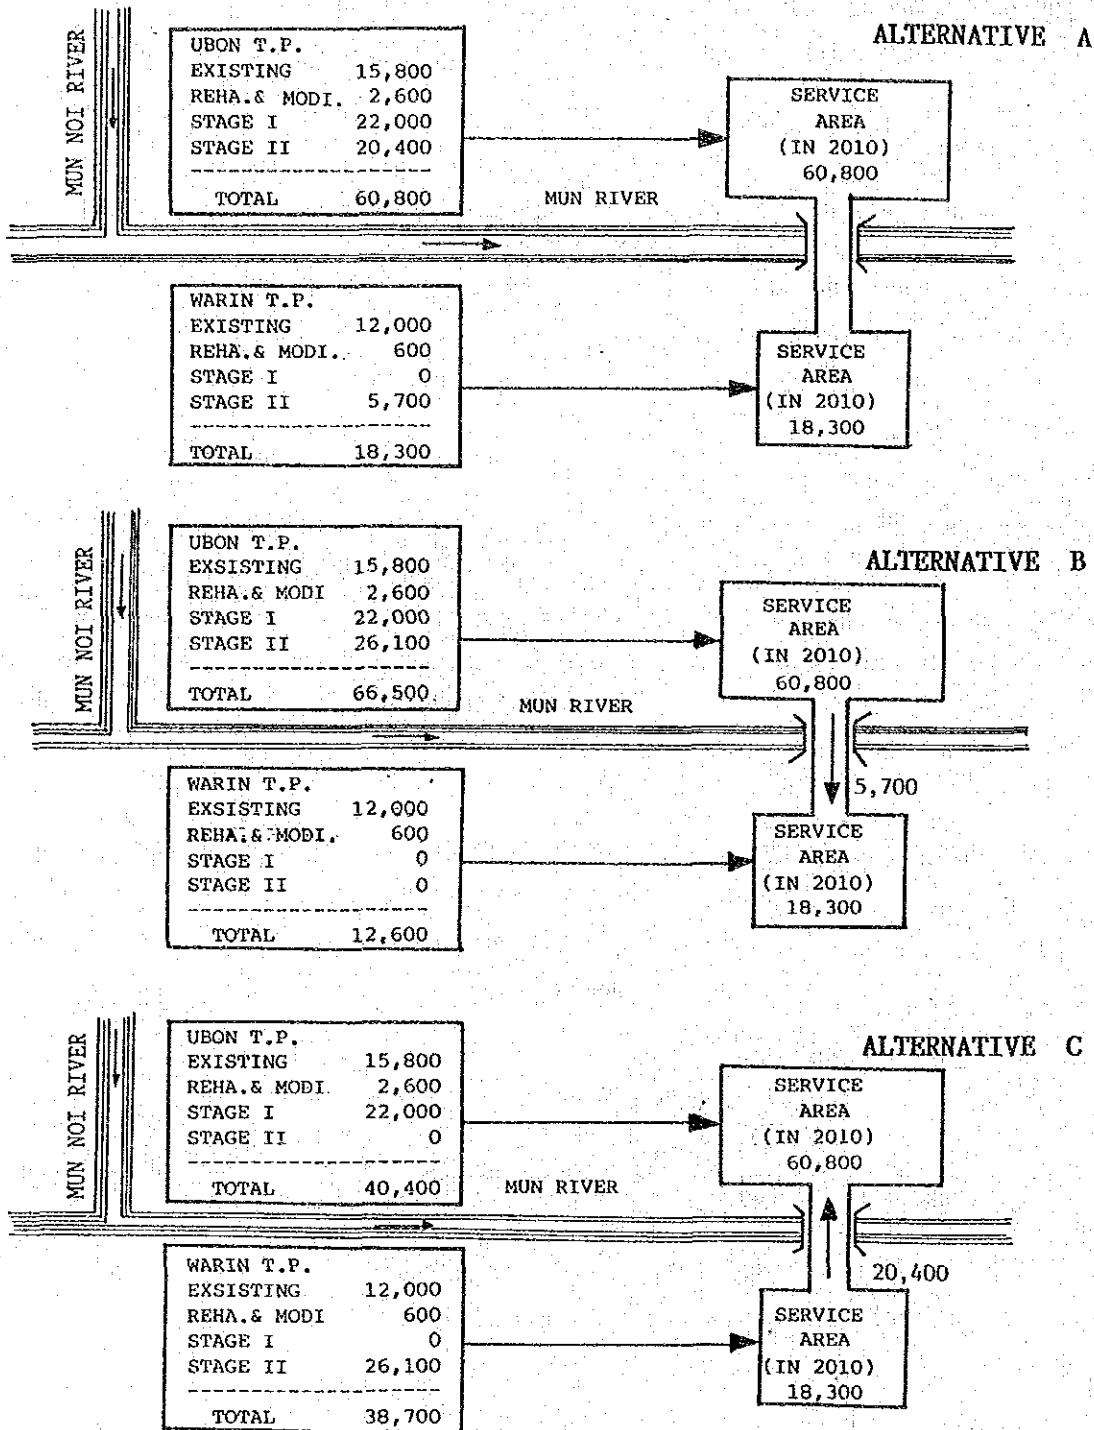 ALTERNATIVE A
MUN NOI RIVER
UBON T.P.
EXISTING 15,800
REHA.& MODI. 2,600
STAGE I 22,000
STAGE II 20,400
TOTAL 60,800
SERVICE
AREA
(IN 2010)
60,800
MUN RIVER
WARIN T.P.
EXISTING 12,000
REHA.& MODI. 600
STAGE I 0
STAGE II 5,700
TOTAL 18,300
SERVICE
AREA
(IN 2010)
18,300
ALTERNATIVE B
MUN NOI RIVER
UBON T.P.
EXSISTING 15,800
REHA.& MODI 2,600
STAGE I 22,000
STAGE II 26,100
TOTAL 66,500
SERVICE
AREA
(IN 2010)
60,800
MUN RIVER
5,700
WARIN T.P.
EXSISTING 12,000
REHA.& MODI. 600
STAGE I 0
STAGE II 0
TOTAL 12,600
SERVICE
AREA
(IN 2010)
18,300
ALTERNATIVE C
MUN NOI RIVER
UBON T.P.
EXISTING 15,800
REHA.& MODI. 2,600
STAGE I 22,000
STAGE II 0
TOTAL 40,400
SERVICE
AREA
(IN 2010)
60,800
MUN RIVER
20,400
WARIN T.P.
EXSISTING 12,000
REHA.& MODI 600
STAGE I 0
STAGE II 26,100
TOTAL 38,700
SERVICE
AREA
(IN 2010)
18,300